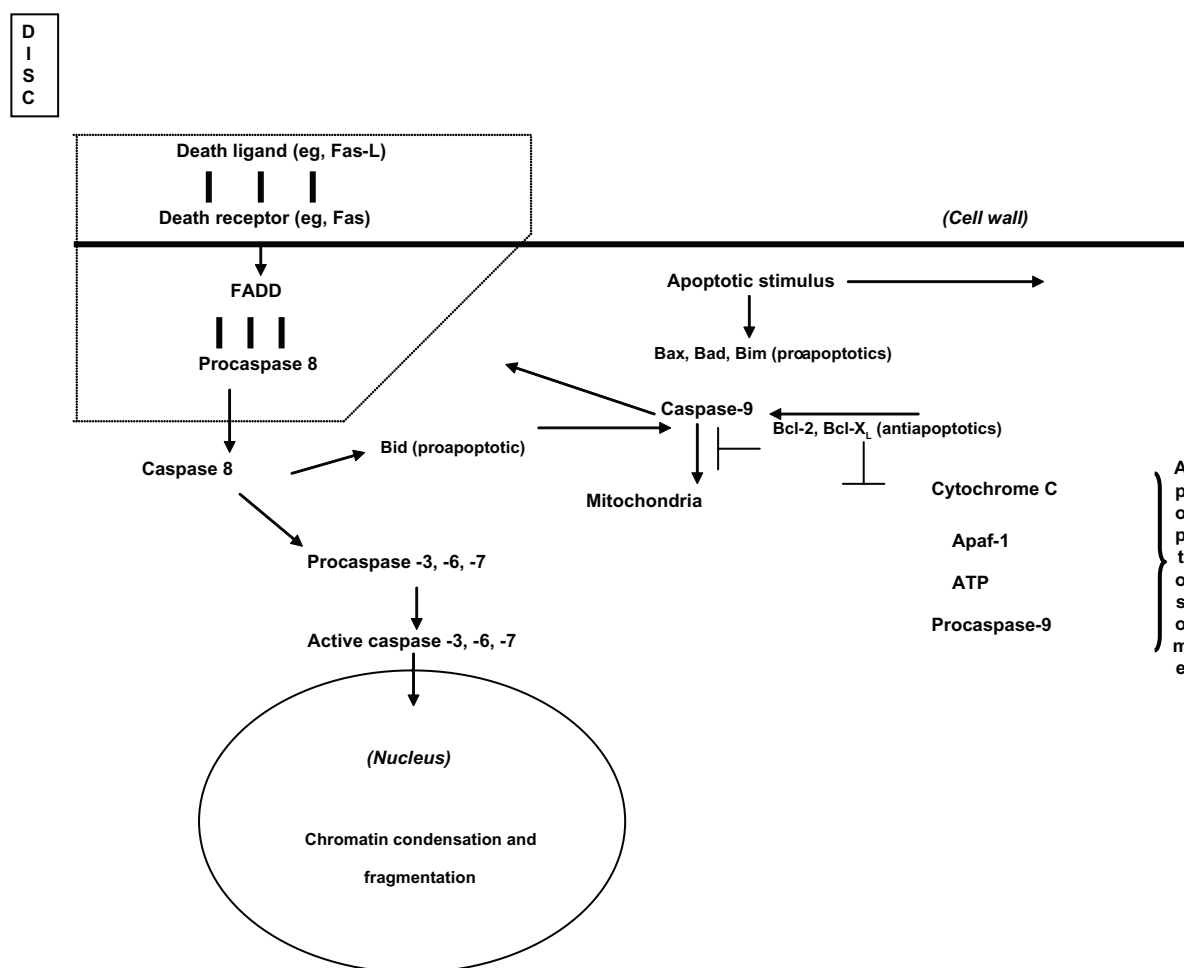 D
I
S
C
Death ligand (eg, Fas-L)
Death receptor (eg, Fas)
(Cell wall)
FADD
Procaspase 8
Apoptotic stimulus
Bax, Bad, Bim (proapoptotics)
Caspase-9
Bcl-2, Bcl-XL (antiapoptotics)
Caspase 8
Bid (proapoptotic)
Mitochondria
Cytochrome C
Apaf-1
ATP
Procaspase-9
A
p
o
p
t
o
s
o
m
e
Procaspase -3, -6, -7
Active caspase -3, -6, -7
(Nucleus)
Chromatin condensation and
fragmentation